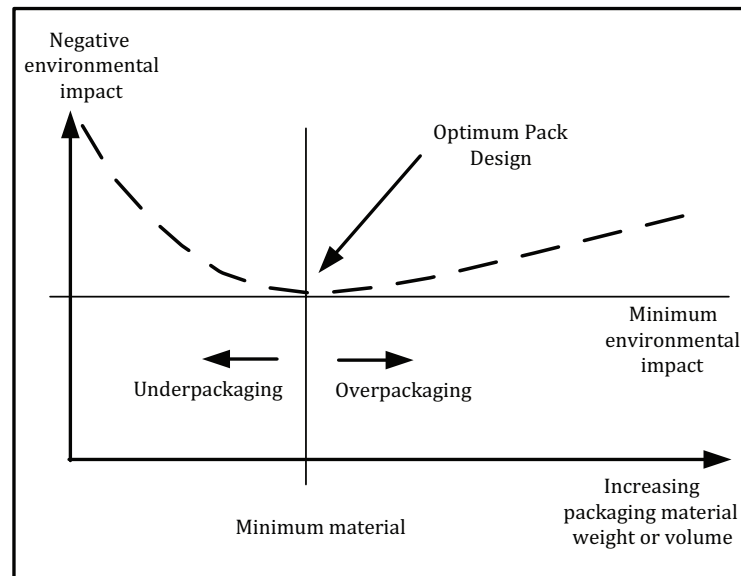 Negative
environmental
impact
Optimum Pack
Design
Minimum
environmental
impact
Underpackaging
Overpackaging
Increasing
packaging material
weight or volume
Minimum material